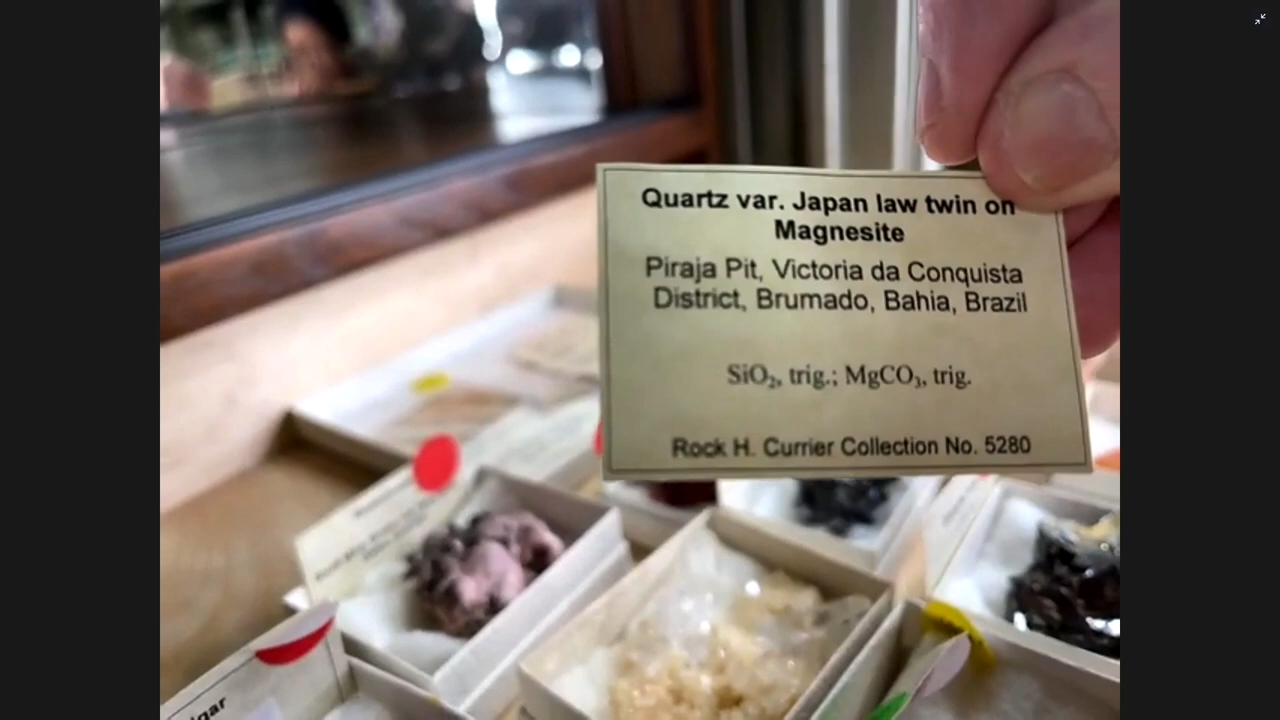 Quartz var. Japan law twin on
Magnesite
Piraja Pit, Victoria da Conquista
District, Brumado, Bahia, Brazil
SiO₂, trig.; MgCO₃, trig.
Rock H. Currier Collection No. 5280